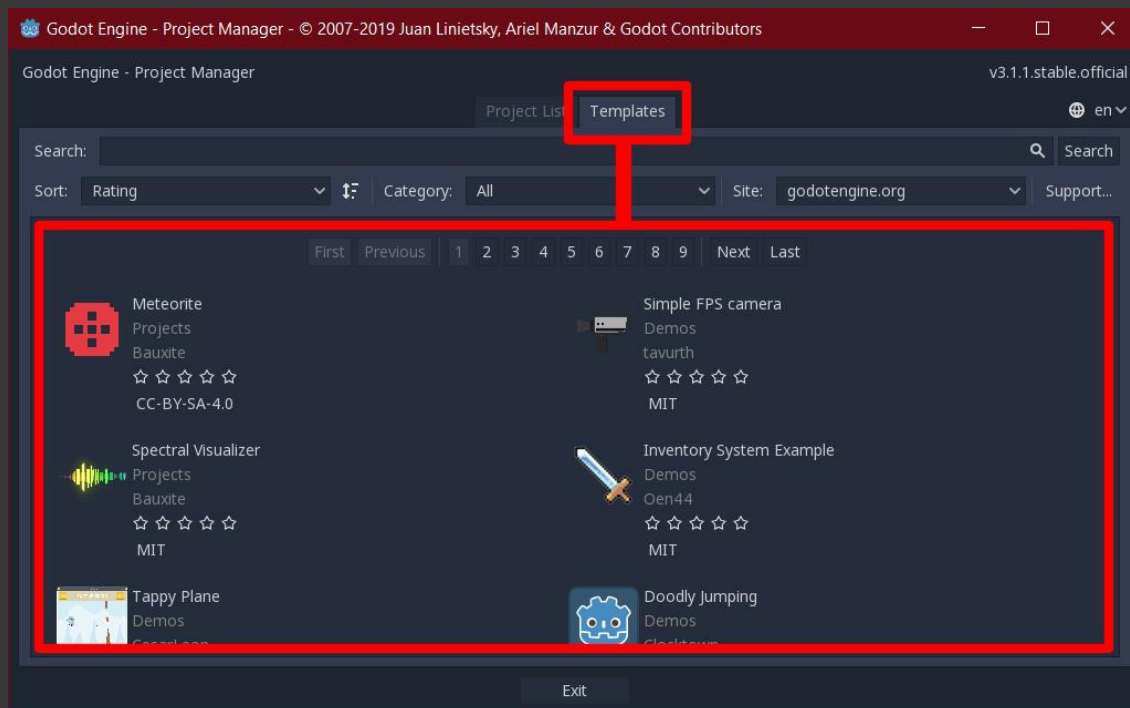 Godot Engine - Project Manager - © 2007-2019 Juan Linietsky, Ariel Manzur & Godot Contributors
Godot Engine - Project Manager v3.1.1.stable.official
Project List Templates en
Search: Search
Sort: Rating Category: All Site: godotengine.org Support...
First Previous 1 2 3 4 5 6 7 8 9 Next Last
Meteorite
Projects
Bauxite
CC-BY-SA-4.0
Simple FPS camera
Demos
tavurth
MIT
Spectral Visualizer
Projects
Bauxite
MIT
Inventory System Example
Demos
Oen44
MIT
Tappy Plane
Demos
Doodly Jumping
Demos
Exit